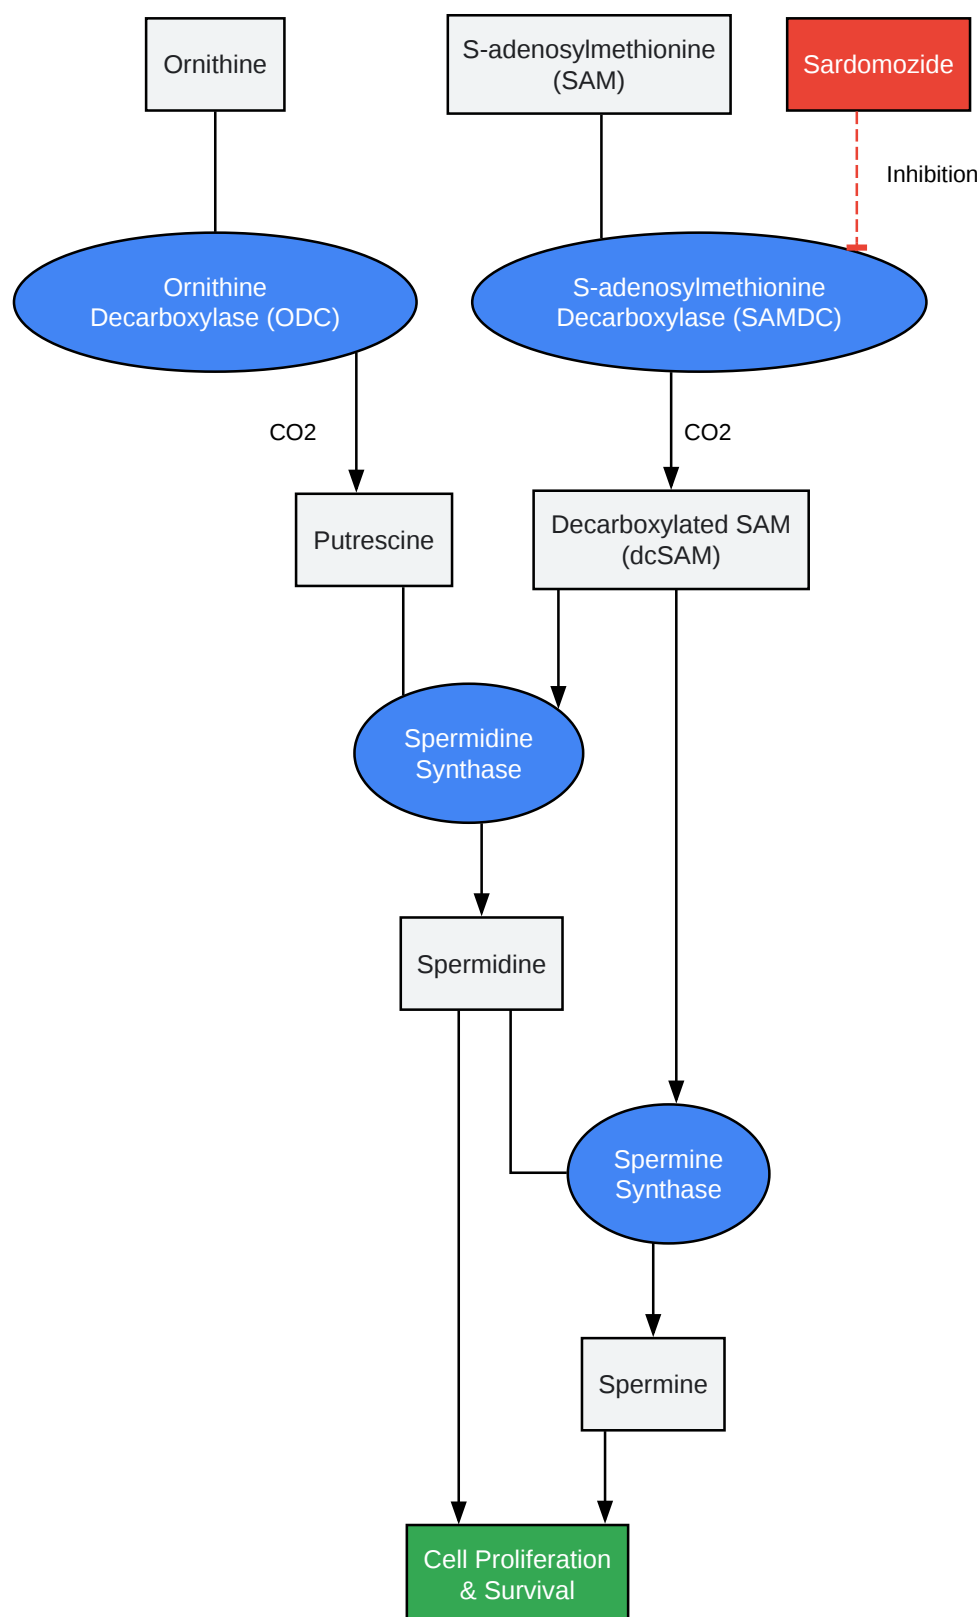 Ornithine
S-adenosylmethionine
(SAM)
Sardomozide
Inhibition
Ornithine
Decarboxylase (ODC)
S-adenosylmethionine
Decarboxylase (SAMDC)
CO2
CO2
Putrescine
Decarboxylated SAM
(dcSAM)
Spermidine
Synthase
Spermidine
Spermine
Synthase
Spermine
Cell Proliferation
& Survival